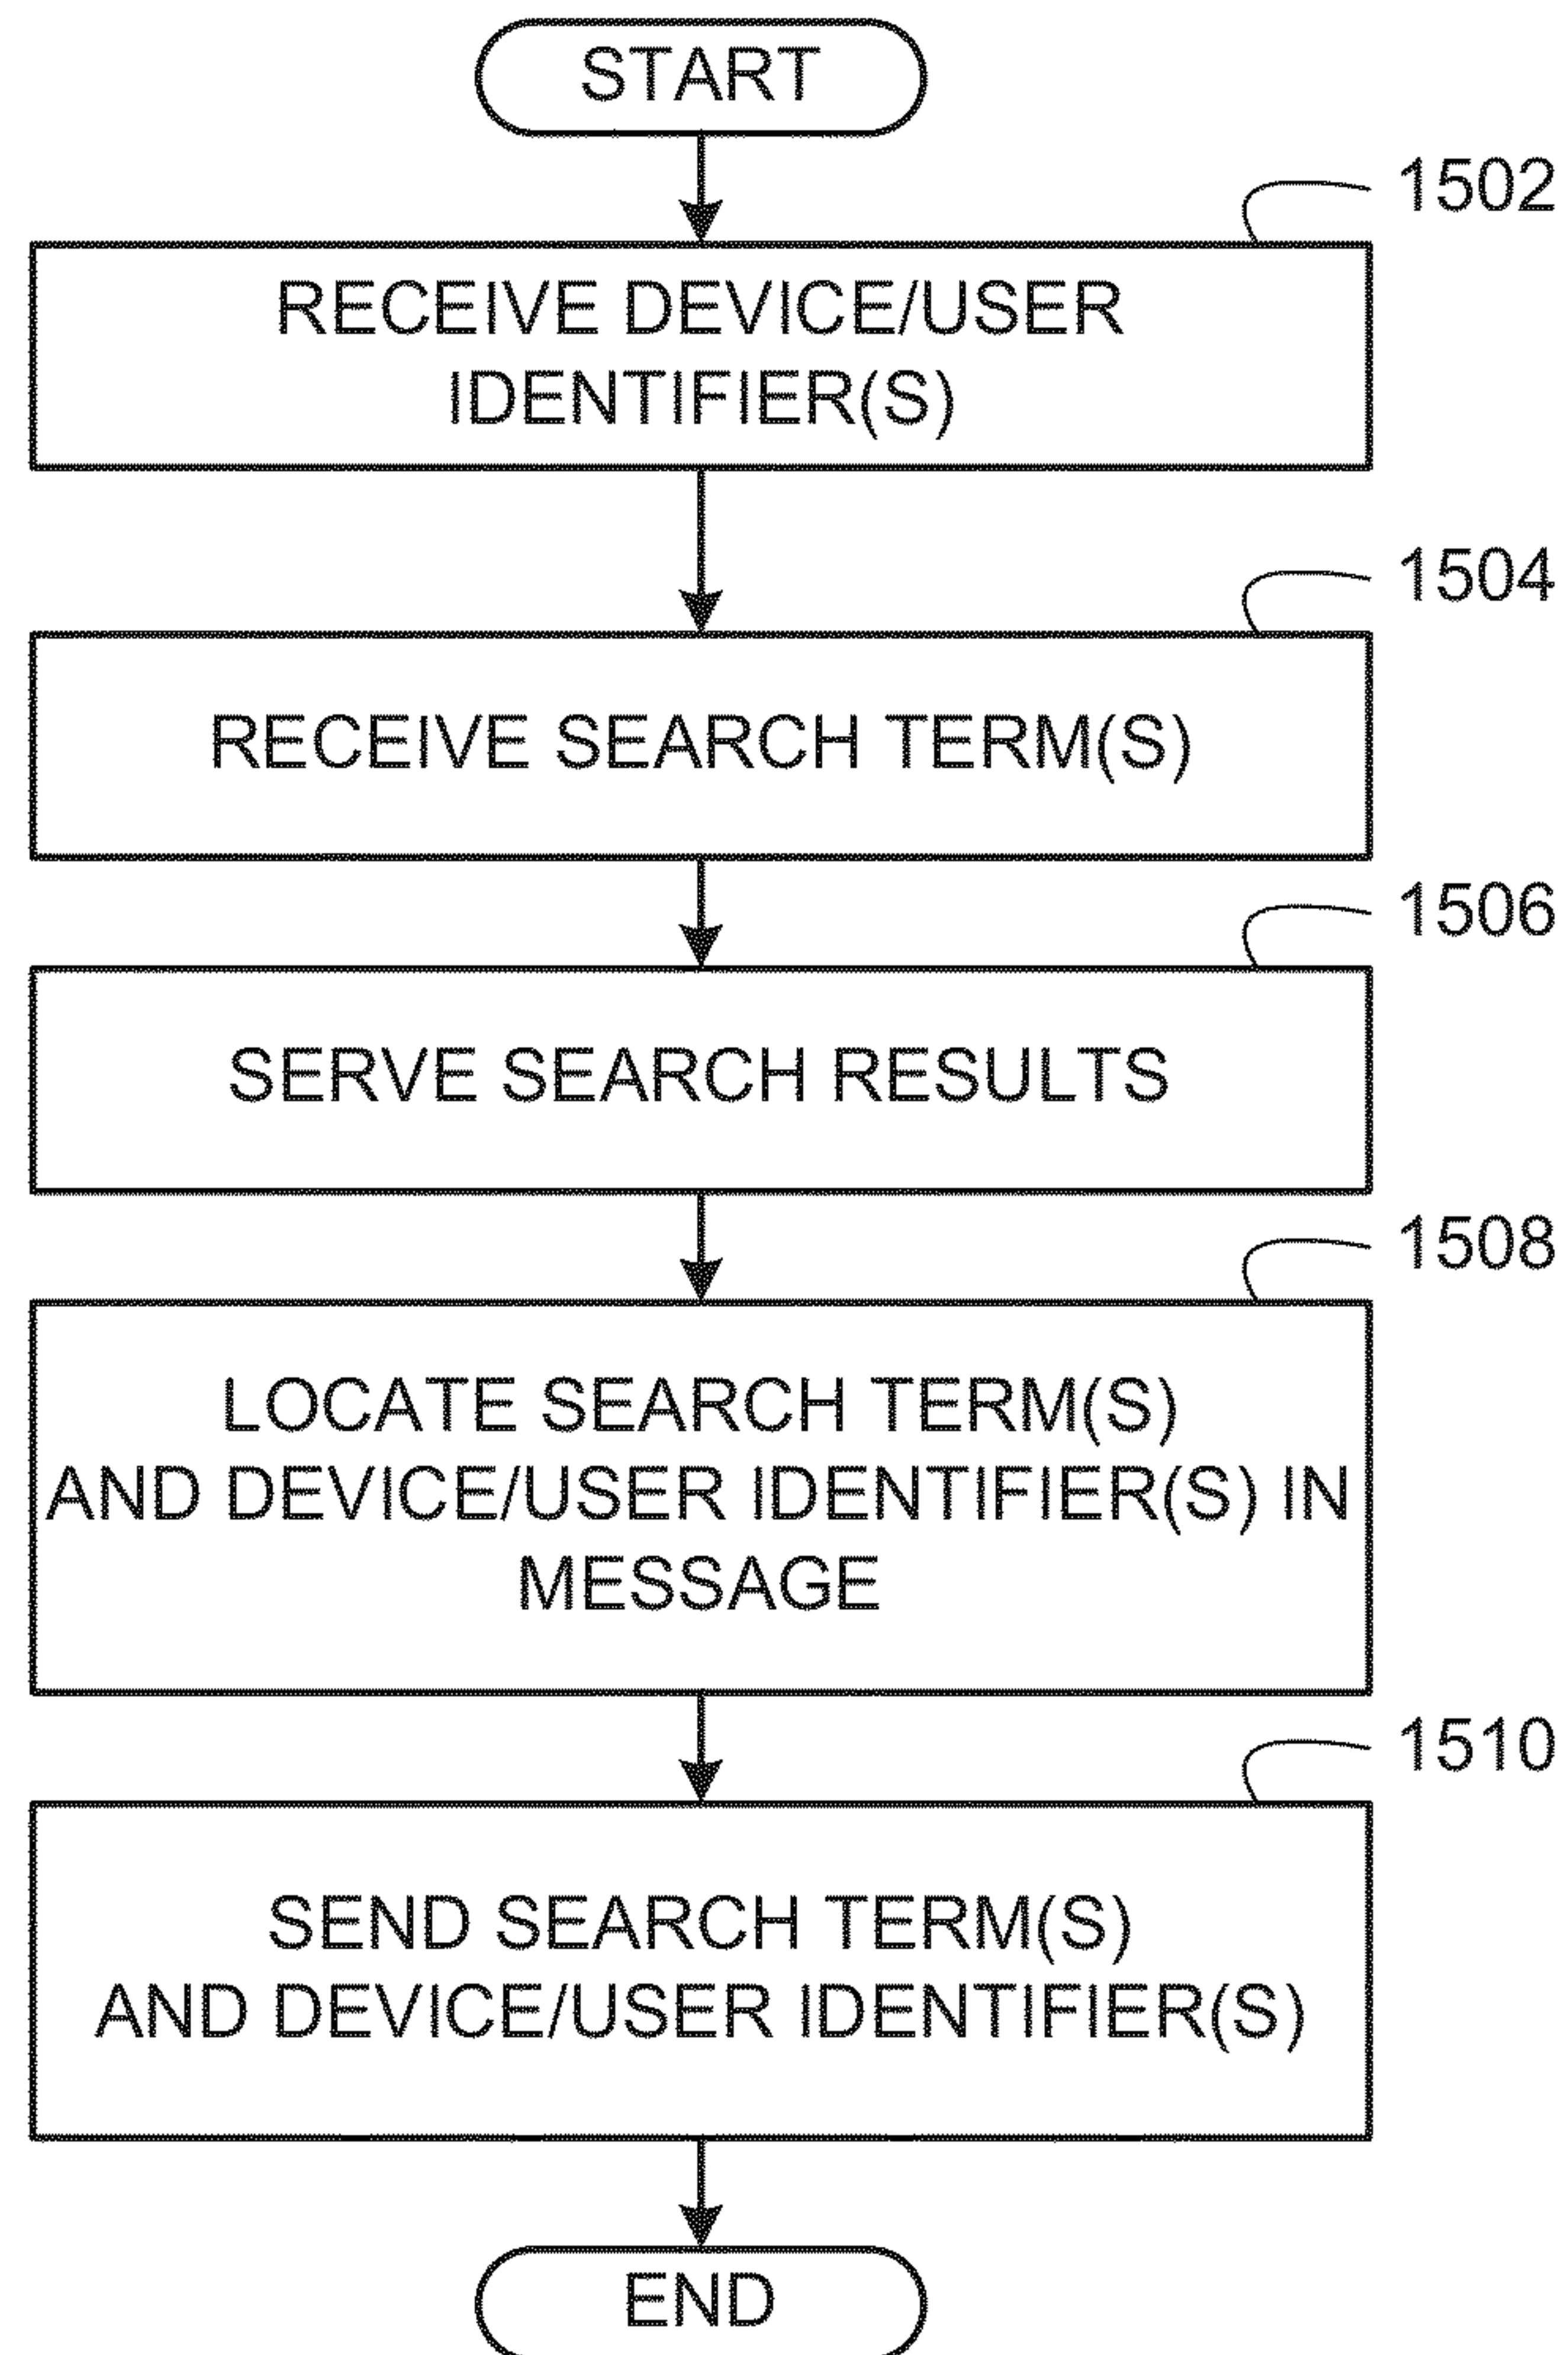 START
1502
RECEIVE DEVICE/USER
IDENTIFIER(S)
1504
RECEIVE SEARCH TERM(S)
1506
SERVE SEARCH RESULTS
1508
LOCATE SEARCH TERM(S)
AND DEVICE/USER IDENTIFIER(S) IN
MESSAGE
1510
SEND SEARCH TERM(S)
AND DEVICE/USER IDENTIFIER(S)
END